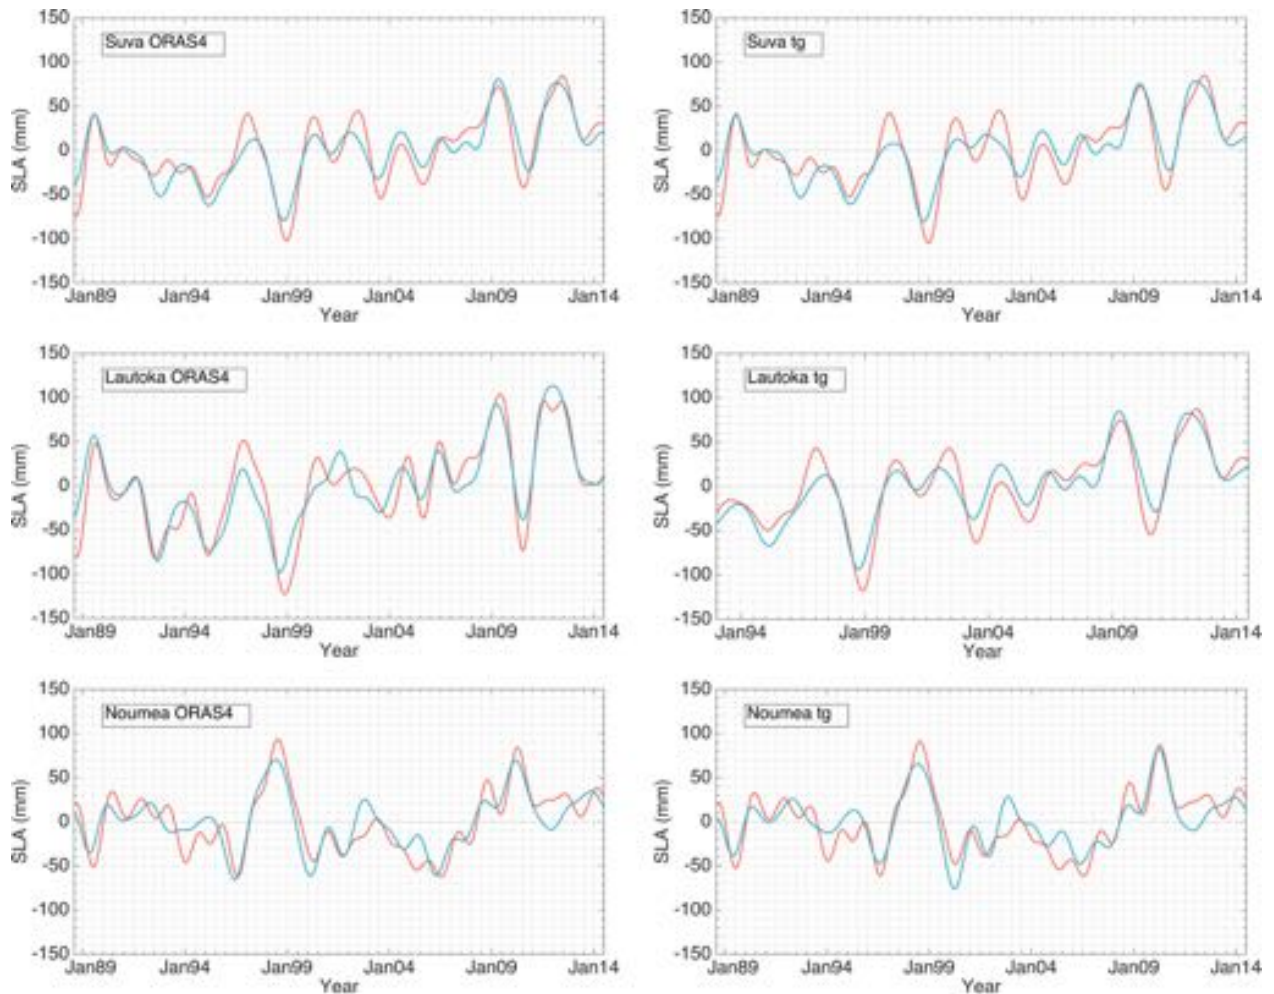 Suva ORAS4
SLA (mm)
150
100
50
0
-50
-100
-150
Jan89 Jan94 Jan99 Jan04 Jan09 Jan14
Year
Suva tg
SLA (mm)
150
100
50
0
-50
-100
-150
Jan89 Jan94 Jan99 Jan04 Jan09 Jan14
Year
Lautoka ORAS4
SLA (mm)
150
100
50
0
-50
-100
-150
Jan89 Jan94 Jan99 Jan04 Jan09 Jan14
Year
Lautoka tg
SLA (mm)
150
100
50
0
-50
-100
-150
Jan94 Jan99 Jan04 Jan09 Jan14
Year
Noumea ORAS4
SLA (mm)
150
100
50
0
-50
-100
-150
Jan89 Jan94 Jan99 Jan04 Jan09 Jan14
Year
Noumea tg
SLA (mm)
150
100
50
0
-50
-100
-150
Jan89 Jan94 Jan99 Jan04 Jan09 Jan14
Year